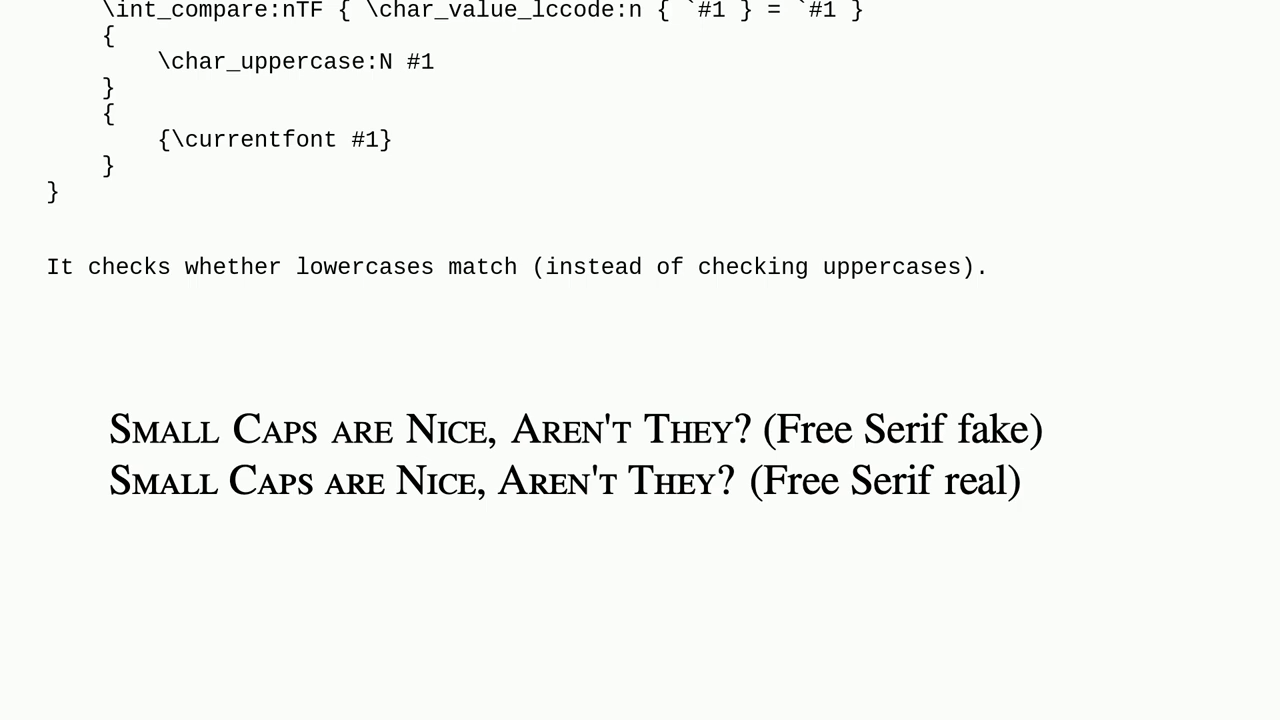 \int_compare:nTF { \char_value_lccode:n { `#1 } = `#1 }
{
\char_uppercase:N #1
}
{
{\currentfont #1}
}
}
It checks whether lowercases match (instead of checking uppercases).
Small Caps are Nice, Aren't They? (Free Serif fake)
Small Caps are Nice, Aren't They? (Free Serif real)